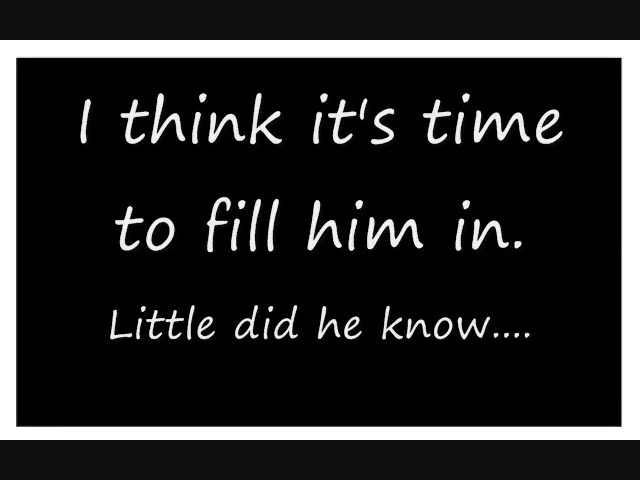 I think it's time
to fill him in.
Little did he know....